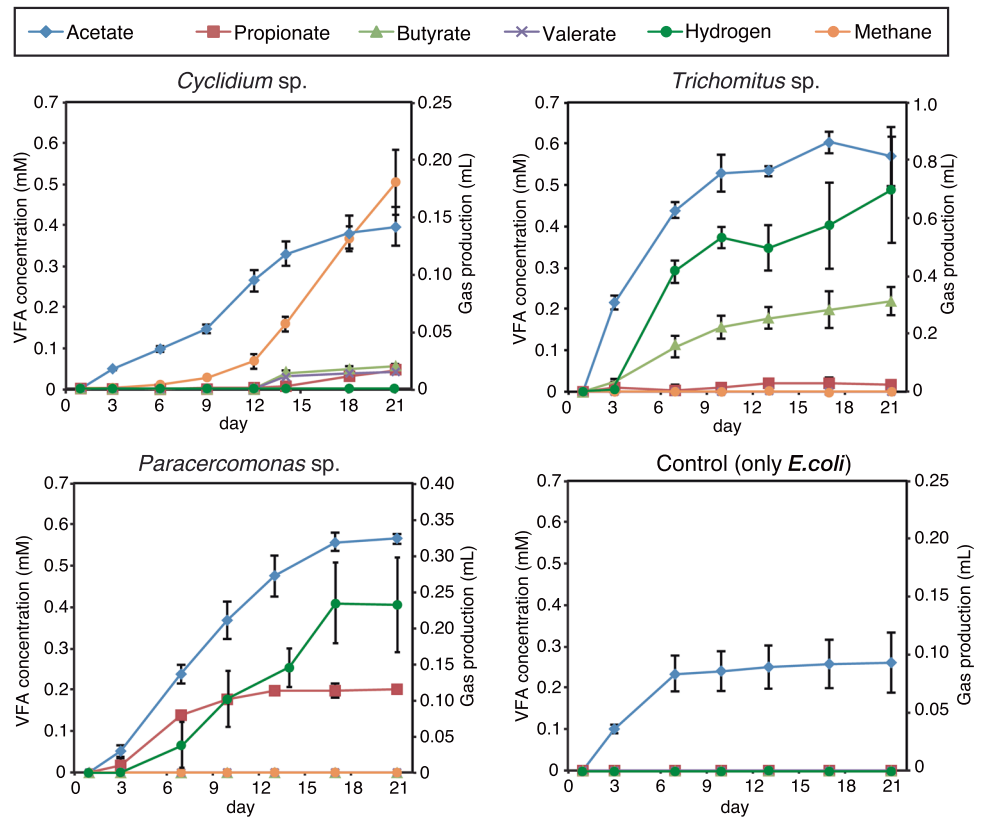 Acetate Propionate Butyrate Valerate Hydrogen Methane
Cyclidium sp.
0.7
0.6
0.5
0.4
0.3
0.2
0.1
0
VFA concentration (mM)
0.25
0.20
0.15
0.10
0.05
0
Gas production (mL)
0 3 6 9 12 15 18 21
day
Trichomitus sp.
0.7
0.6
0.5
0.4
0.3
0.2
0.1
0
VFA concentration (mM)
1.0
0.8
0.6
0.4
0.2
0
Gas production (mL)
0 3 6 9 12 15 18 21
day
Paracercomonas sp.
0.7
0.6
0.5
0.4
0.3
0.2
0.1
0
VFA concentration (mM)
0.40
0.35
0.30
0.25
0.20
0.15
0.10
0.05
0
Gas production (mL)
0 3 6 9 12 15 18 21
day
Control (only E.coli)
0.7
0.6
0.5
0.4
0.3
0.2
0.1
0
VFA concentration (mM)
0.25
0.20
0.15
0.10
0.05
0
Gas production (mL)
0 3 6 9 12 15 18 21
day